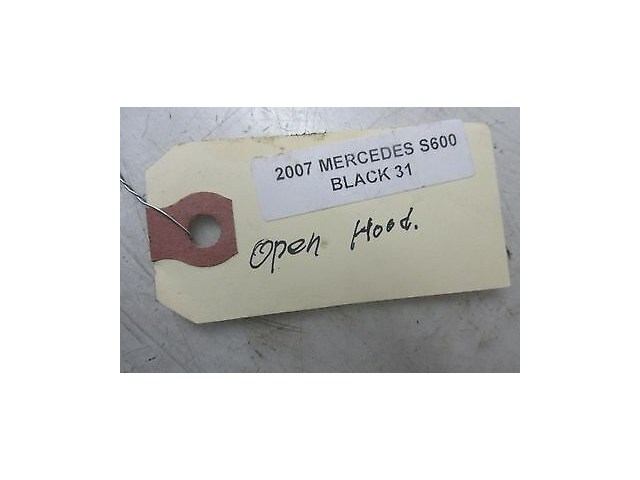 2007 MERCEDES S600
BLACK 31
Open Hood.